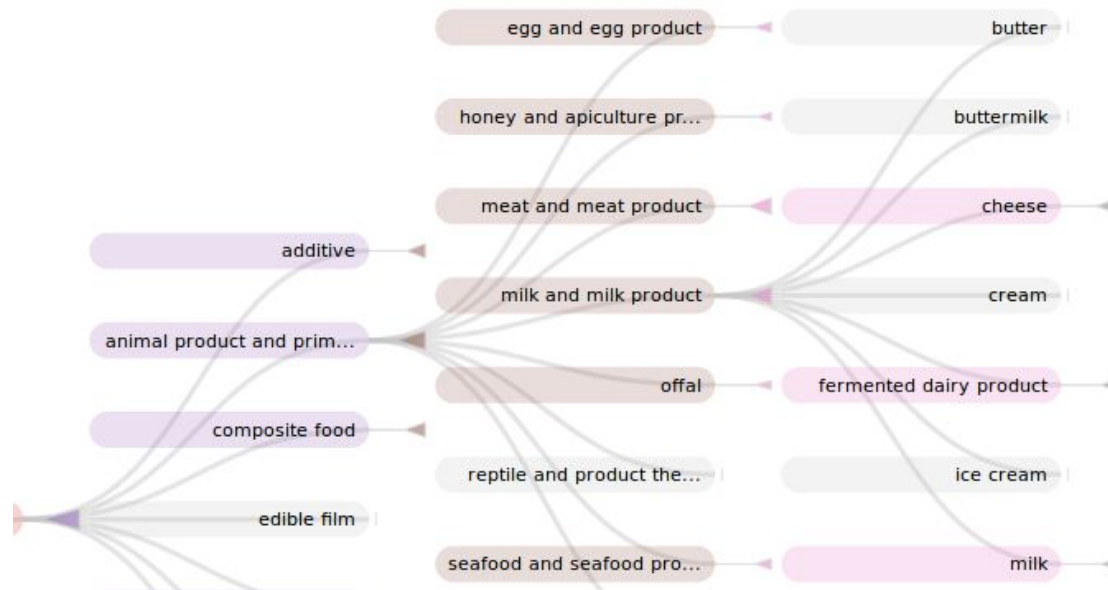 additive
animal product and prim...
composite food
edible film
egg and egg product
honey and apiculture pr...
meat and meat product
milk and milk product
offal
reptile and product the...
seafood and seafood pro...
butter
buttermilk
cheese
cream
fermented dairy product
ice cream
milk